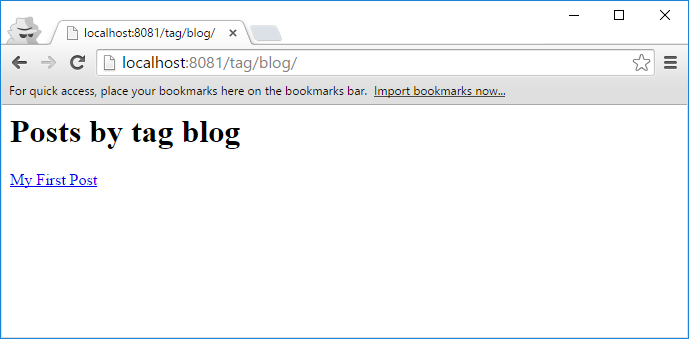 localhost:8081/tag/blog/
localhost:8081/tag/blog/
For quick access, place your bookmarks here on the bookmarks bar. Import bookmarks now...
Posts by tag blog
My First Post